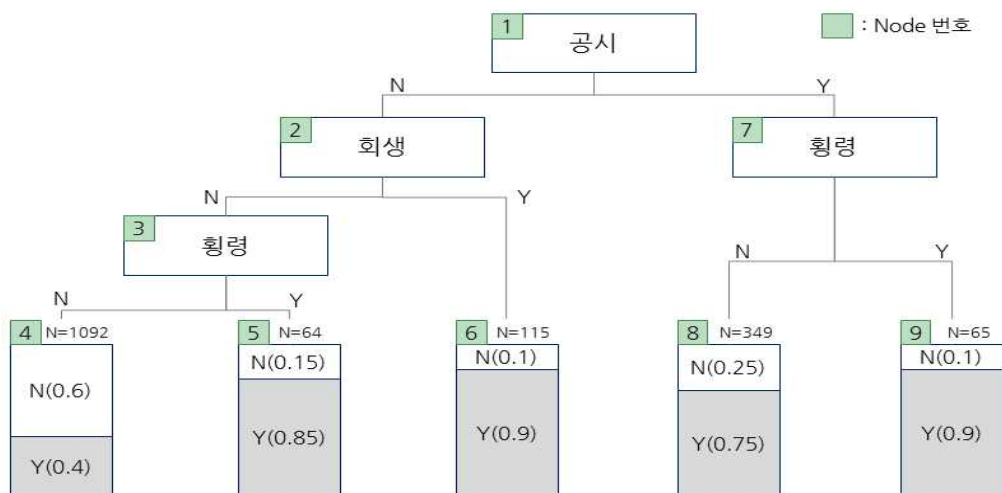 1
공시
: Node 번호
N
Y
2
회생
7
횡령
N
Y
3
횡령
N
Y
N
Y
4 N=1092
5 N=64
6 N=115
8 N=349
9 N=65
N(0.6)
Y(0.4)
N(0.15)
Y(0.85)
N(0.1)
Y(0.9)
N(0.25)
Y(0.75)
N(0.1)
Y(0.9)